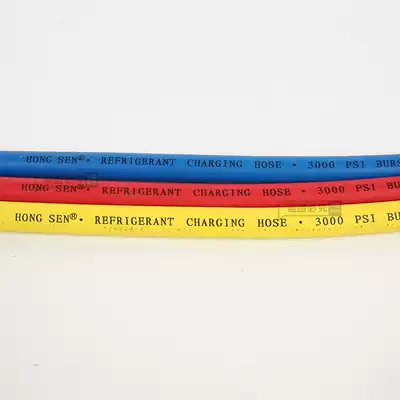 HONG SEN®• REFRIGERANT CHARGING HOSE • 3000 PSI BURS
HONG SEN®• REFRIGERANT CHARGING HOSE • 3000 PSI BU
HONG SEN®• REFRIGERANT CHARGING HOSE • 3000 PSI BU